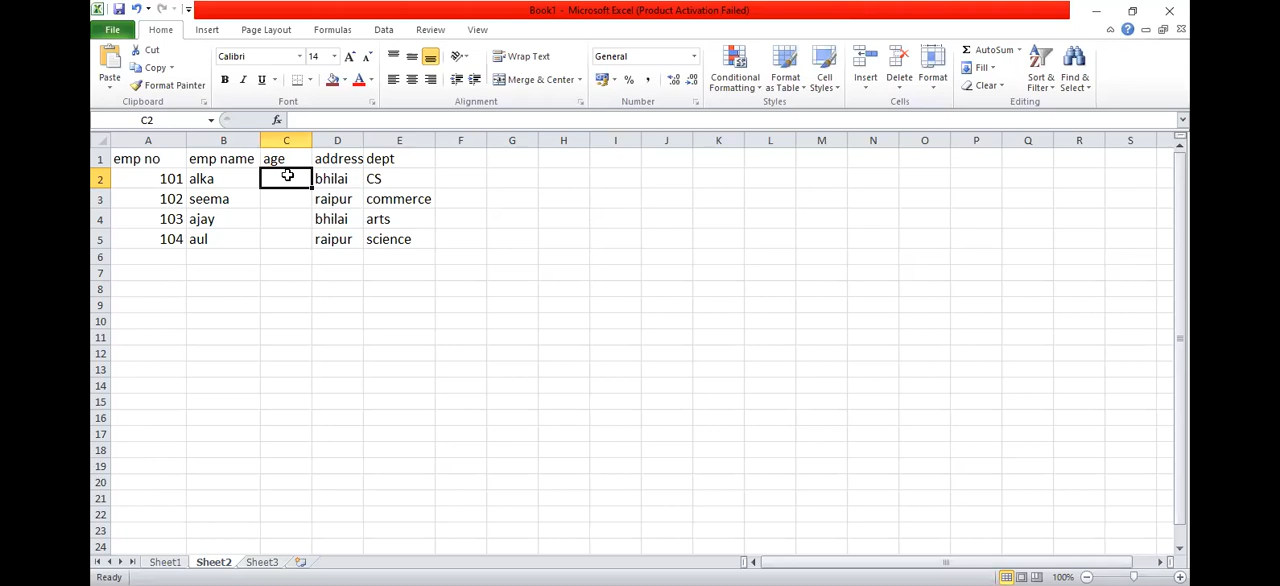 Book1 - Microsoft Excel (Product Activation Failed)
File Home Insert Page Layout Formulas Data Review View
Paste Cut Copy Format Painter Clipboard
Calibri 14 A A B I U A Font
Wrap Text Merge & Center Alignment
General % , Number
Conditional Formatting Format as Table Cell Styles Styles
Insert Delete Format Cells
Σ AutoSum Fill Clear Sort & Filter Find & Select Editing
C2 fx
A B C D E F G H I J K L M N O P Q R S
1 emp no emp name age address dept
2 101 alka bhilai CS
3 102 seema raipur commerce
4 103 ajay bhilai arts
5 104 aul raipur science
6
7
8
9
10
11
12
13
14
15
16
17
18
19
20
21
22
23
24
Sheet1 Sheet2 Sheet3
Ready 100%